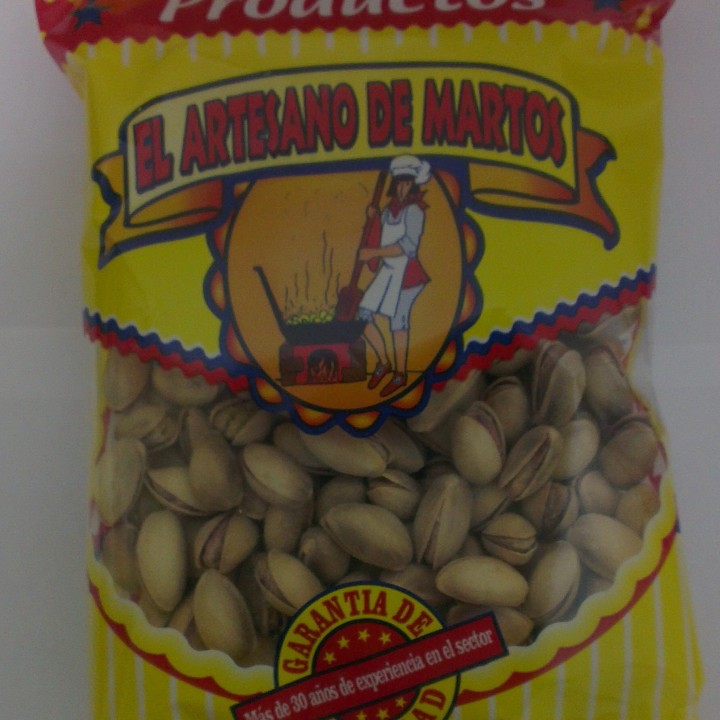 Productos
EL ARTESANO DE MARTOS
GARANTIA DE
Más de 30 años de experiencia en el sector